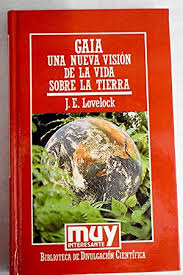 GAIA
UNA NUEVA VISIÓN
DE LA VIDA
SOBRE LA TIERRA
J. E. LOVELOCK
muy
INTERESANTE
BIBLIOTECA DE DIVULGACIÓN CIENTÍFICA